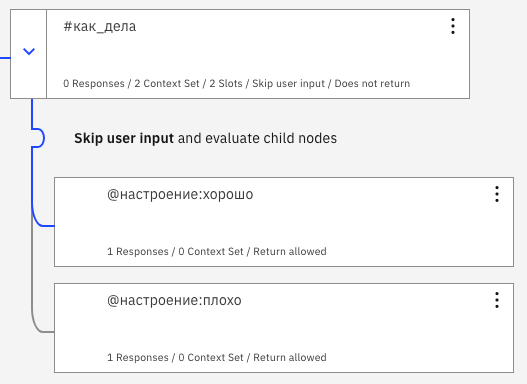 #как_дела
0 Responses / 2 Context Set / 2 Slots / Skip user input / Does not return
Skip user input and evaluate child nodes
@настроение:хорошо
1 Responses / 0 Context Set / Return allowed
@настроение:плохо
1 Responses / 0 Context Set / Return allowed